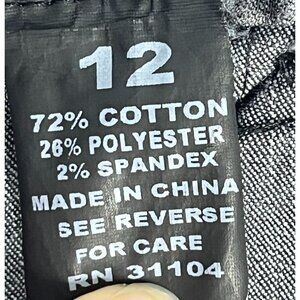 12
72% COTTON
26% POLYESTER
2% SPANDEX
MADE IN CHINA
SEE REVERSE
FOR CARE
RN 31104